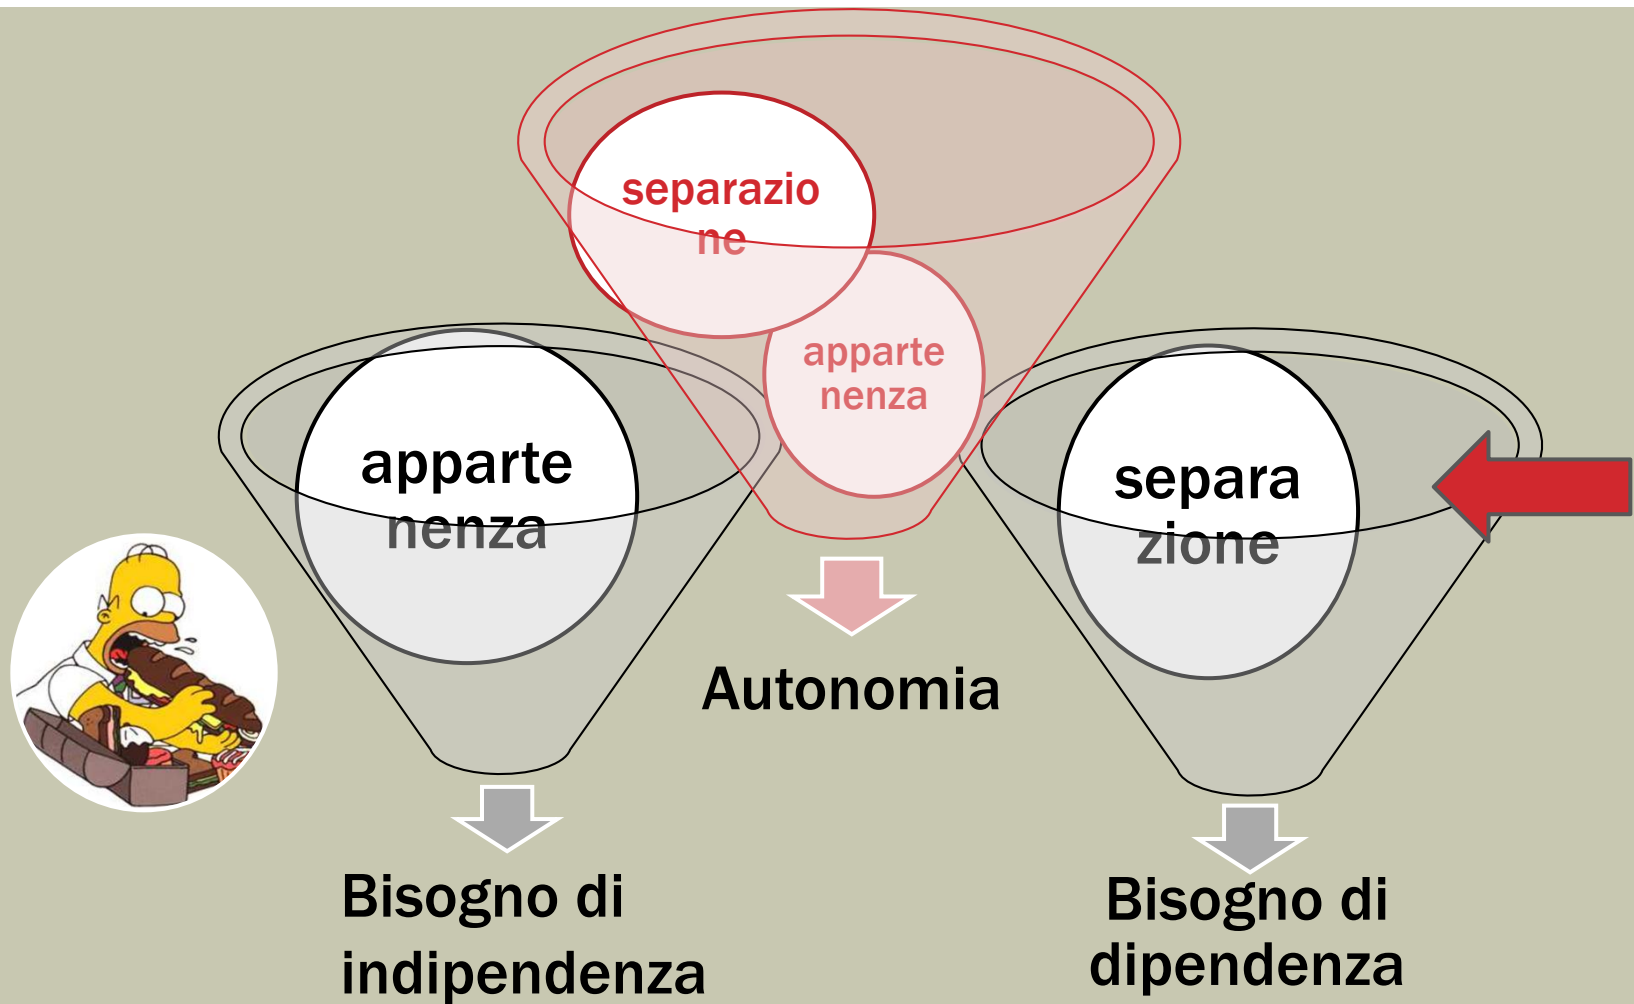 separazio
ne
apparte
nenza
apparte
nenza
separa
zione
Autonomia
Bisogno di
indipendenza
Bisogno di
dipendenza